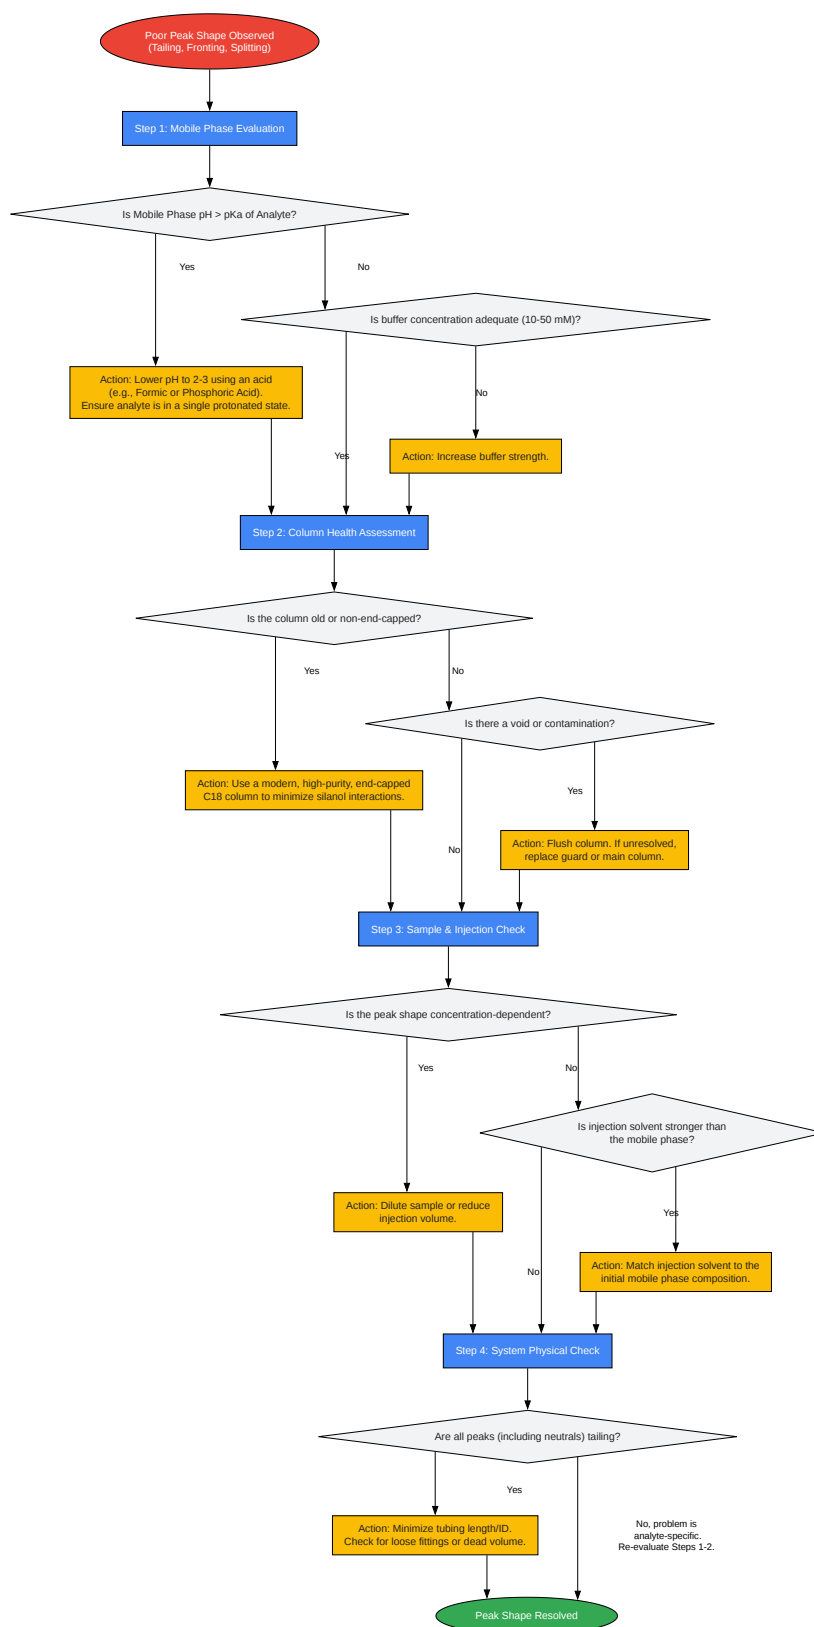 Poor Peak Shape Observed
(Tailing, Fronting, Splitting)
Step 1: Mobile Phase Evaluation
Is Mobile Phase pH > pKa of Analyte?
Yes
No
Is buffer concentration adequate (10-50 mM)?
Action: Lower pH to 2-3 using an acid
(e.g., Formic or Phosphoric Acid).
Ensure analyte is in a single protonated state.
No
Yes
Action: Increase buffer strength.
Step 2: Column Health Assessment
Is the column old or non-end-capped?
Yes
No
Is there a void or contamination?
Action: Use a modern, high-purity, end-capped
C18 column to minimize silanol interactions.
Yes
No
Action: Flush column. If unresolved,
replace guard or main column.
Step 3: Sample & Injection Check
Is the peak shape concentration-dependent?
Yes
No
Is injection solvent stronger than
the mobile phase?
Action: Dilute sample or reduce
injection volume.
Yes
No
Action: Match injection solvent to the
initial mobile phase composition.
Step 4: System Physical Check
Are all peaks (including neutrals) tailing?
Yes
Action: Minimize tubing length/ID.
Check for loose fittings or dead volume.
No, problem is
analyte-specific.
Re-evaluate Steps 1-2.
Peak Shape Resolved